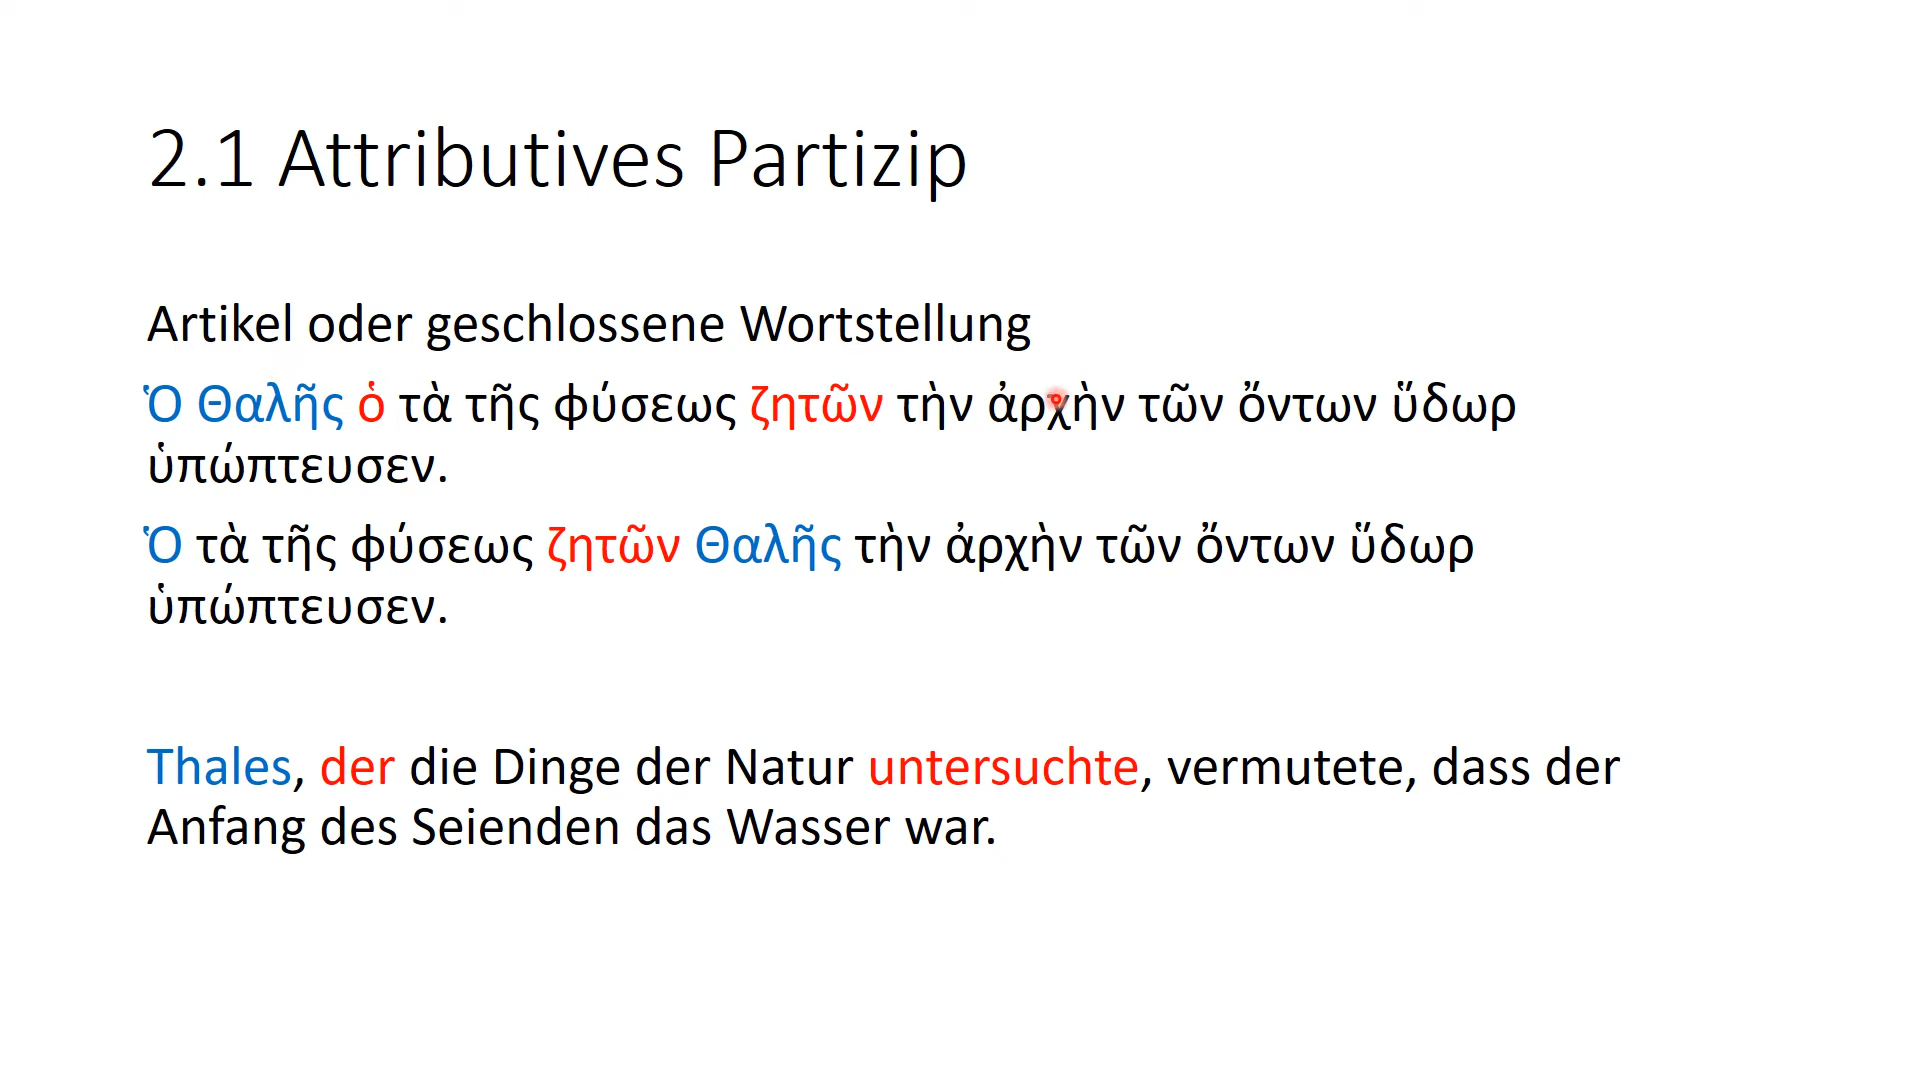 2.1 Attributives Partizip
Artikel oder geschlossene Wortstellung
Ὁ Θαλῆς ὁ τὰ τῆς φύσεως ζητῶν τὴν ἀρχὴν τῶν ὄντων ὕδωρ
ὑπώπτευσεν.
Ὁ τὰ τῆς φύσεως ζητῶν Θαλῆς τὴν ἀρχὴν τῶν ὄντων ὕδωρ
ὑπώπτευσεν.
Thales, der die Dinge der Natur untersuchte, vermutete, dass der
Anfang des Seienden das Wasser war.